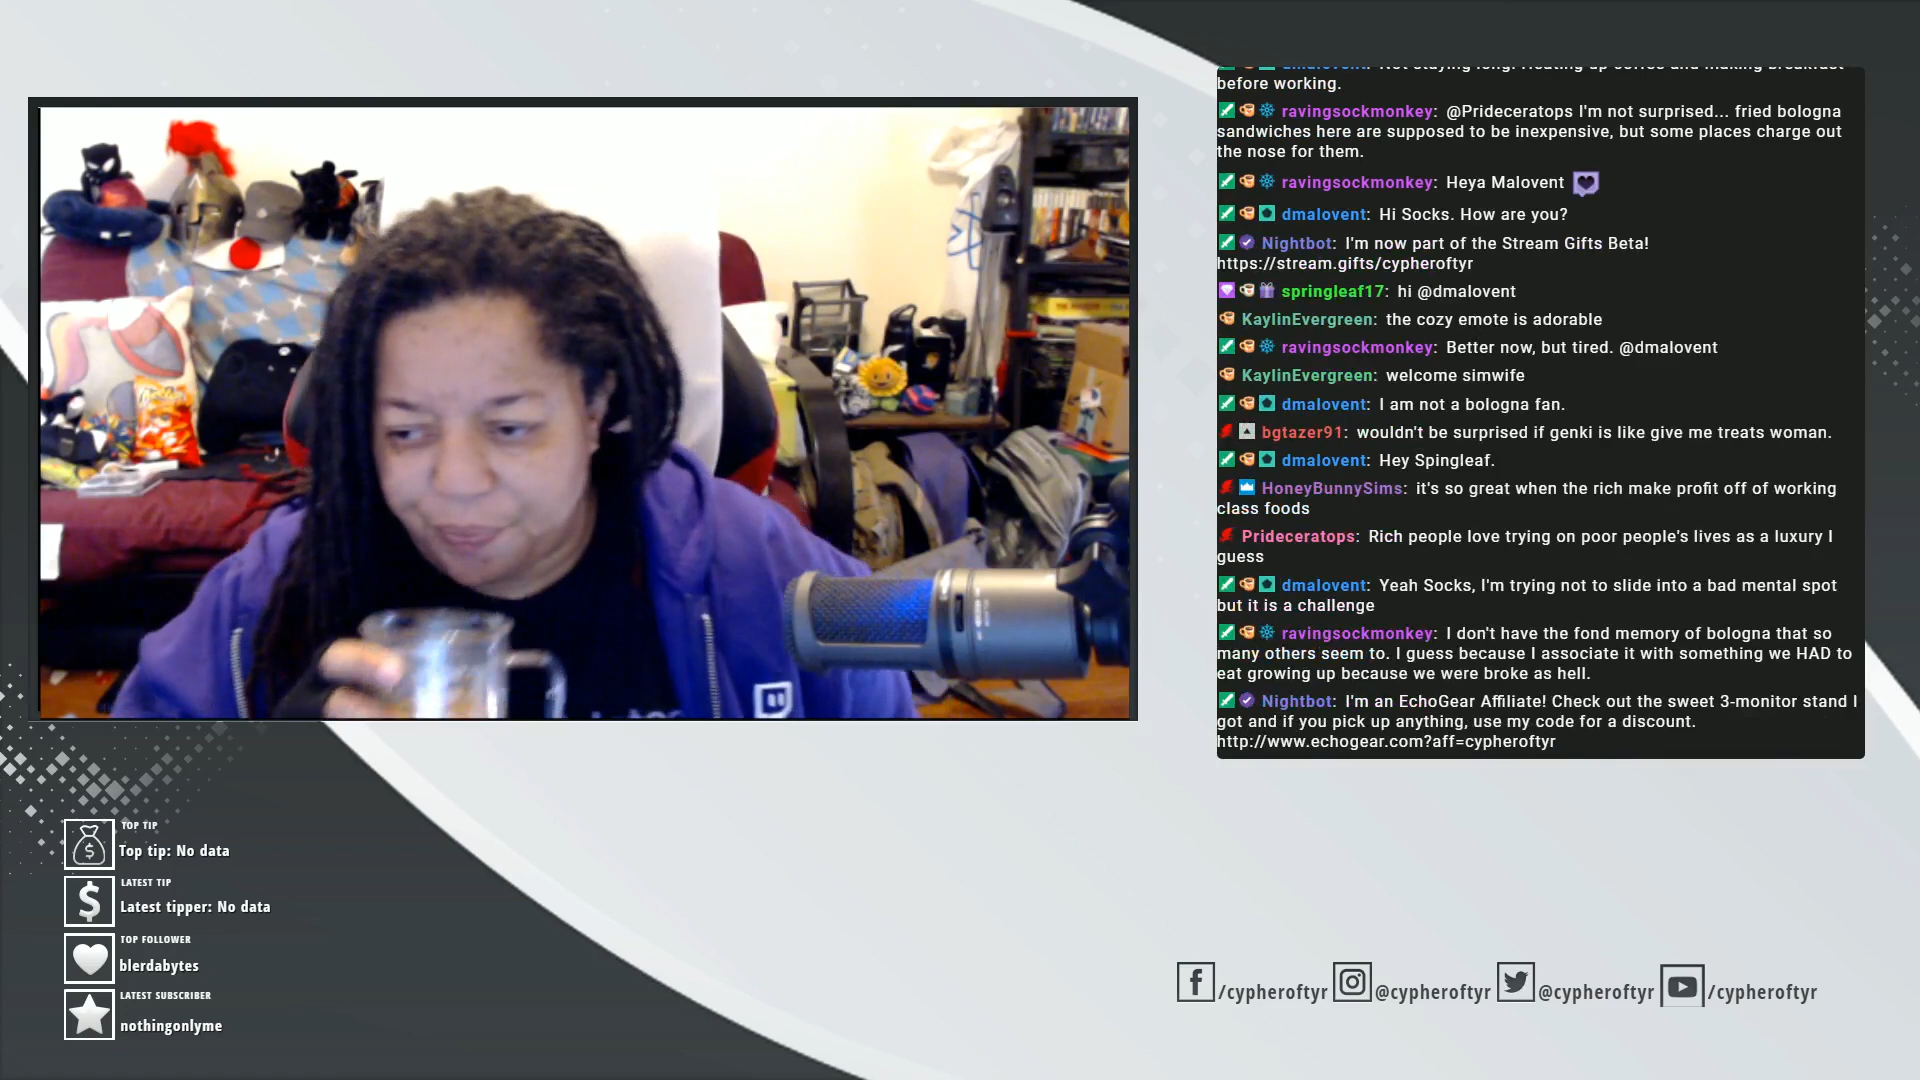 before working.
ravingsockmonkey: @Prideceratops I'm not surprised... fried bologna
sandwiches here are supposed to be inexpensive, but some places charge out
the nose for them.
ravingsockmonkey: Heya Malovent
dmalovent: Hi Socks. How are you?
Nightbot: I'm now part of the Stream Gifts Beta!
https://stream.gifts/cypheroftyr
springleaf17: hi @dmalovent
KaylinEvergreen: the cozy emote is adorable
ravingsockmonkey: Better now, but tired. @dmalovent
KaylinEvergreen: welcome simwife
dmalovent: I am not a bologna fan.
bgtazer91: wouldn't be surprised if genki is like give me treats woman.
dmalovent: Hey Spingleaf.
HoneyBunnySims: it's so great when the rich make profit off of working
class foods
Prideceratops: Rich people love trying on poor people's lives as a luxury I
guess
dmalovent: Yeah Socks, I'm trying not to slide into a bad mental spot
but it is a challenge
ravingsockmonkey: I don't have the fond memory of bologna that so
many others seem to. I guess because I associate it with something we HAD to
eat growing up because we were broke as hell.
Nightbot: I'm an EchoGear Affiliate! Check out the sweet 3-monitor stand I
got and if you pick up anything, use my code for a discount.
http://www.echogear.com?aff=cypheroftyr
TOP TIP
Top tip: No data
LATEST TIP
Latest tipper: No data
TOP FOLLOWER
blerdabytes
LATEST SUBSCRIBER
nothingonlyme
/cypheroftyr @cypheroftyr @cypheroftyr /cypheroftyr